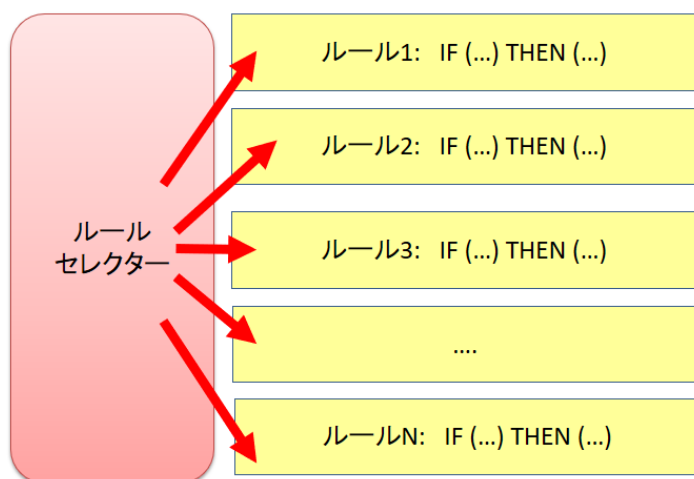 ルール
セレクター
ルール1: IF (...) THEN (...)
ルール2: IF (...) THEN (...)
ルール3: IF (...) THEN (...)
....
ルールN: IF (...) THEN (...)